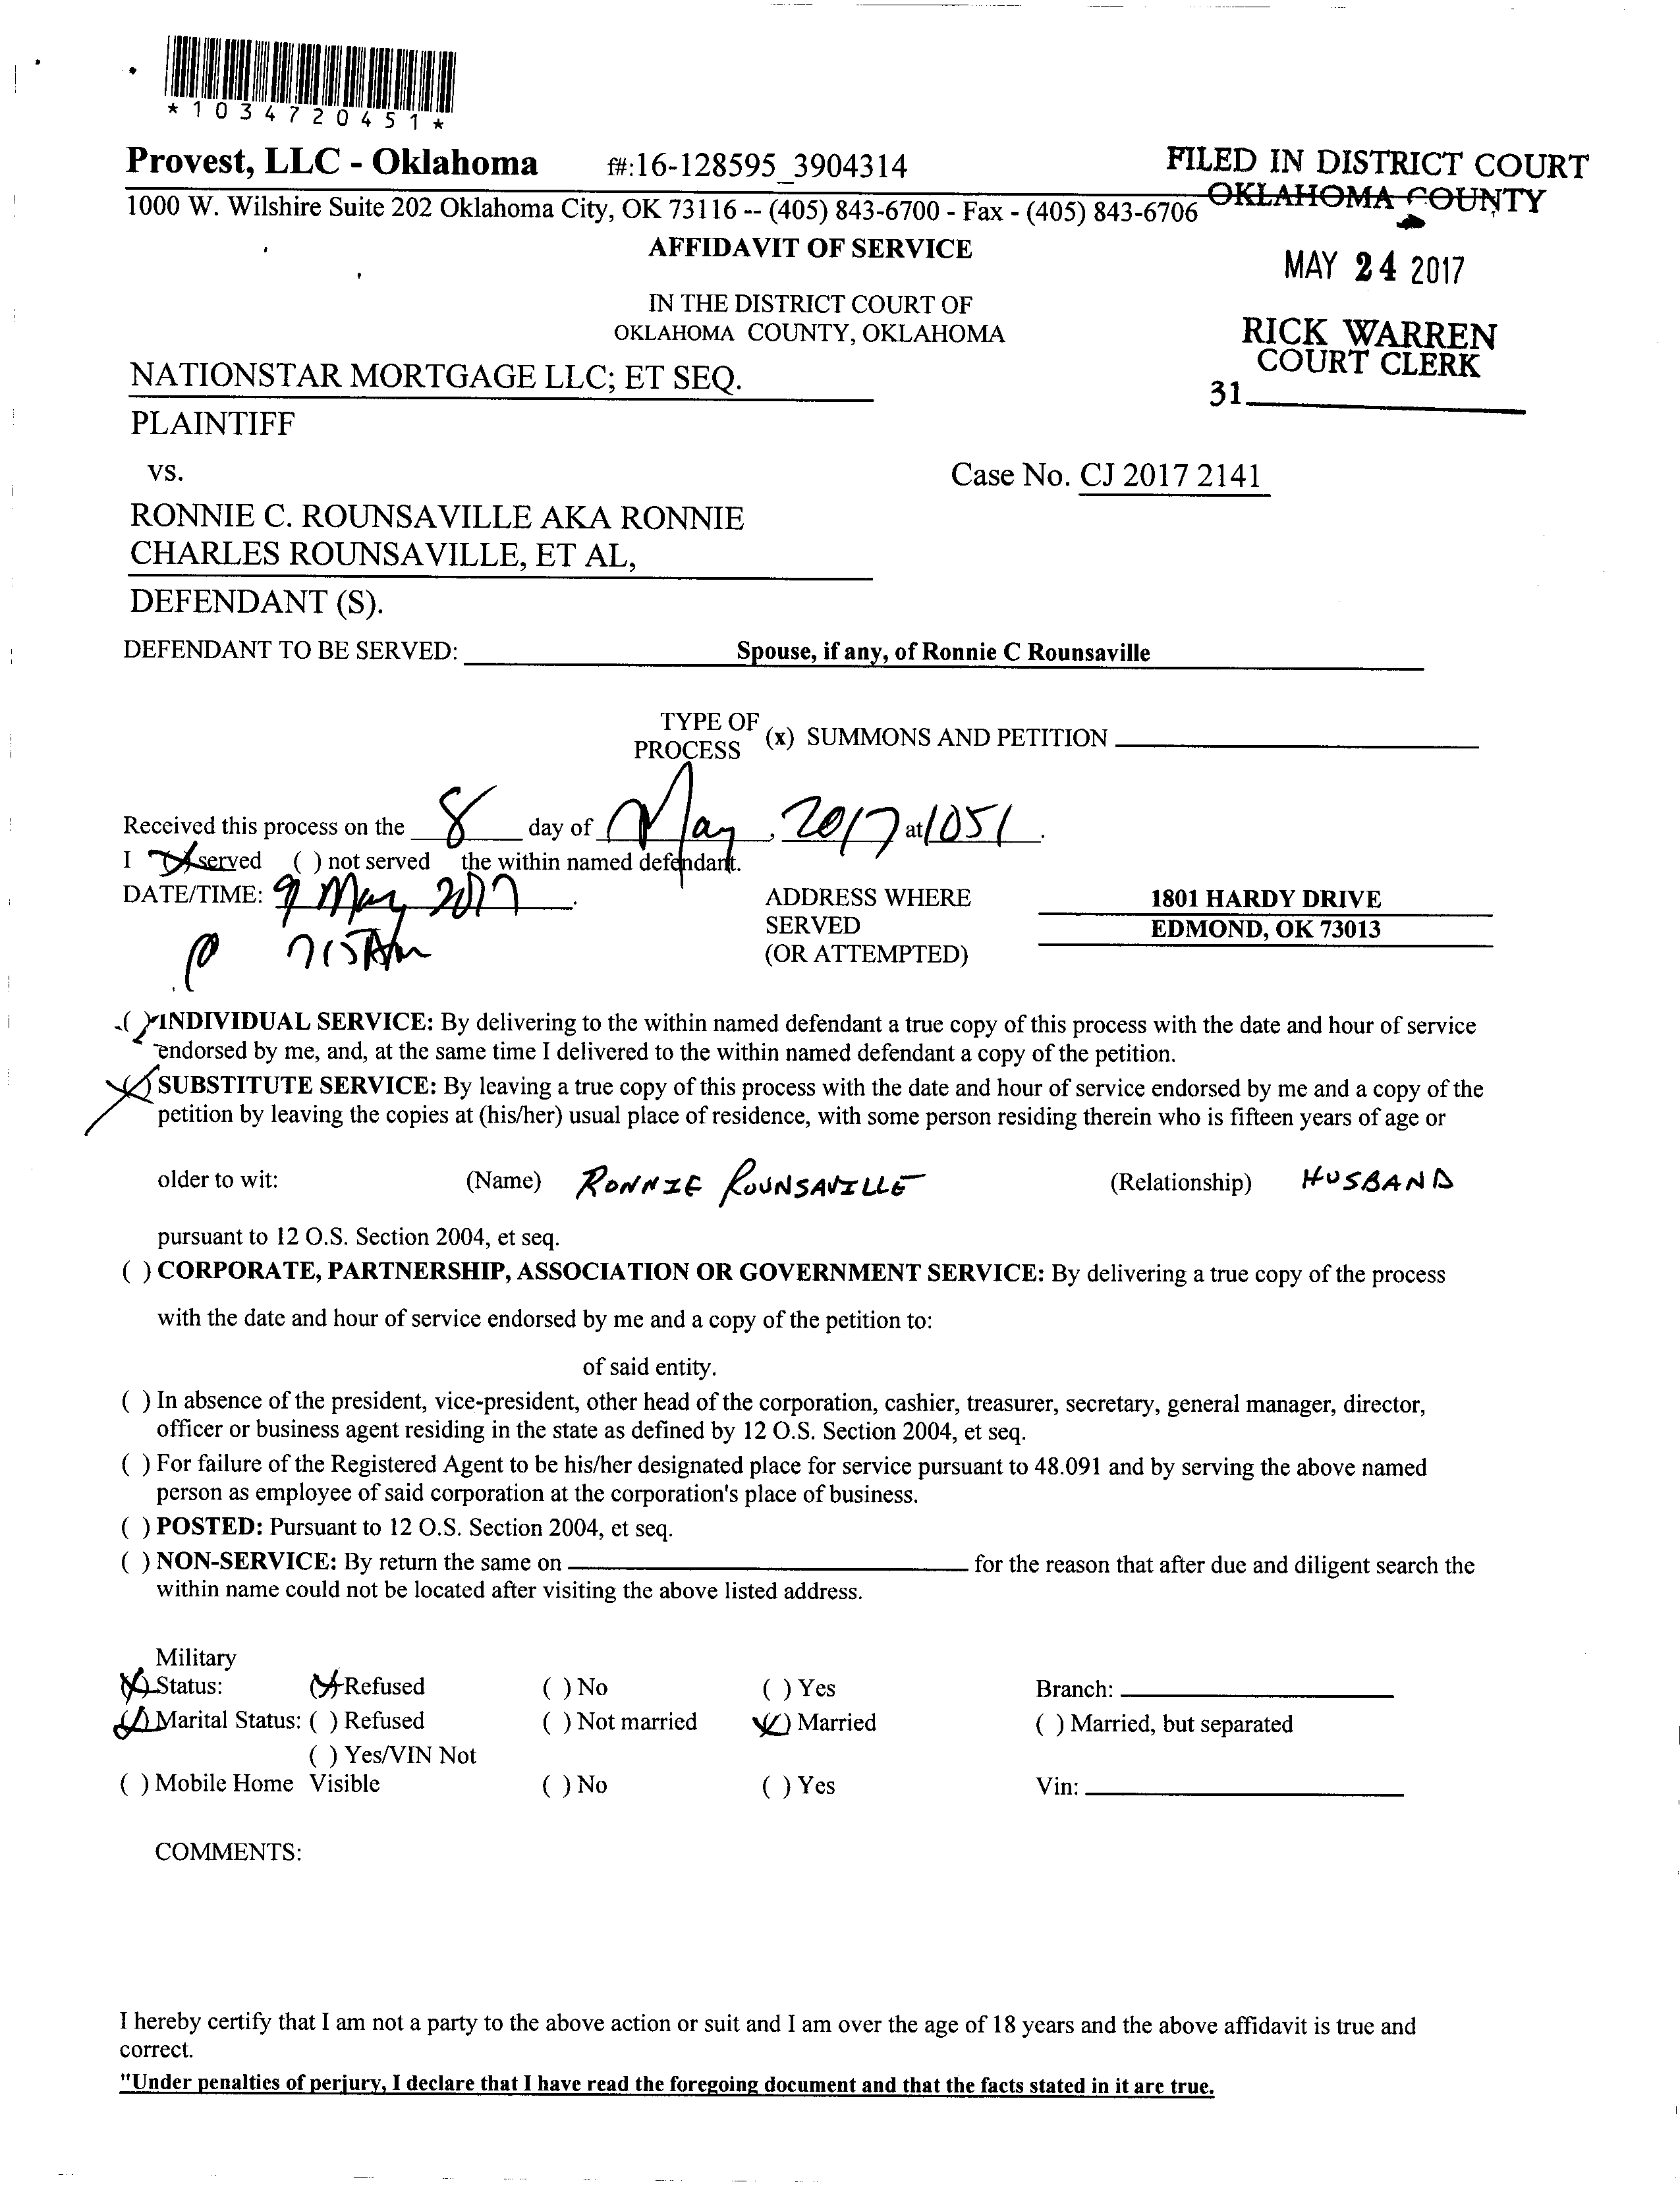 *1034720451*
Provest, LLC - Oklahoma f#:16-128595_3904314
FILED IN DISTRICT COURT
OKLAHOMA COUNTY
1000 W. Wilshire Suite 202 Oklahoma City, OK 73116 -- (405) 843-6700 - Fax - (405) 843-6706
AFFIDAVIT OF SERVICE
MAY 24 2017
IN THE DISTRICT COURT OF
OKLAHOMA COUNTY, OKLAHOMA
RICK WARREN
COURT CLERK
31
NATIONSTAR MORTGAGE LLC; ET SEQ.
PLAINTIFF
vs.
Case No. CJ 2017 2141
RONNIE C. ROUNSAVILLE AKA RONNIE
CHARLES ROUNSAVILLE, ET AL,
DEFENDANT (S).
DEFENDANT TO BE SERVED: Spouse, if any, of Ronnie C Rounsaville
TYPE OF
PROCESS (x) SUMMONS AND PETITION
Received this process on the 8 day of May, 2017 at 1051.
I (X) served ( ) not served the within named defendant.
DATE/TIME: 9 May 2017.
@ 715 Am
ADDRESS WHERE 1801 HARDY DRIVE
SERVED EDMOND, OK 73013
(OR ATTEMPTED)
( ) INDIVIDUAL SERVICE: By delivering to the within named defendant a true copy of this process with the date and hour of service
endorsed by me, and, at the same time I delivered to the within named defendant a copy of the petition.
(X) SUBSTITUTE SERVICE: By leaving a true copy of this process with the date and hour of service endorsed by me and a copy of the
petition by leaving the copies at (his/her) usual place of residence, with some person residing therein who is fifteen years of age or
older to wit: (Name) RONNIE ROUNSAVILLE (Relationship) HUSBAND
pursuant to 12 O.S. Section 2004, et seq.
( ) CORPORATE, PARTNERSHIP, ASSOCIATION OR GOVERNMENT SERVICE: By delivering a true copy of the process
with the date and hour of service endorsed by me and a copy of the petition to:
of said entity.
( ) In absence of the president, vice-president, other head of the corporation, cashier, treasurer, secretary, general manager, director,
officer or business agent residing in the state as defined by 12 O.S. Section 2004, et seq.
( ) For failure of the Registered Agent to be his/her designated place for service pursuant to 48.091 and by serving the above named
person as employee of said corporation at the corporation's place of business.
( ) POSTED: Pursuant to 12 O.S. Section 2004, et seq.
( ) NON-SERVICE: By return the same on for the reason that after due and diligent search the
within name could not be located after visiting the above listed address.
Military
(X) Status: (X) Refused ( ) No ( ) Yes Branch:
(X) Marital Status: ( ) Refused ( ) Not married (X) Married ( ) Married, but separated
( ) Yes/VIN Not
( ) Mobile Home Visible ( ) No ( ) Yes Vin:
COMMENTS:
I hereby certify that I am not a party to the above action or suit and I am over the age of 18 years and the above affidavit is true and
correct.
"Under penalties of perjury, I declare that I have read the foregoing document and that the facts stated in it are true.